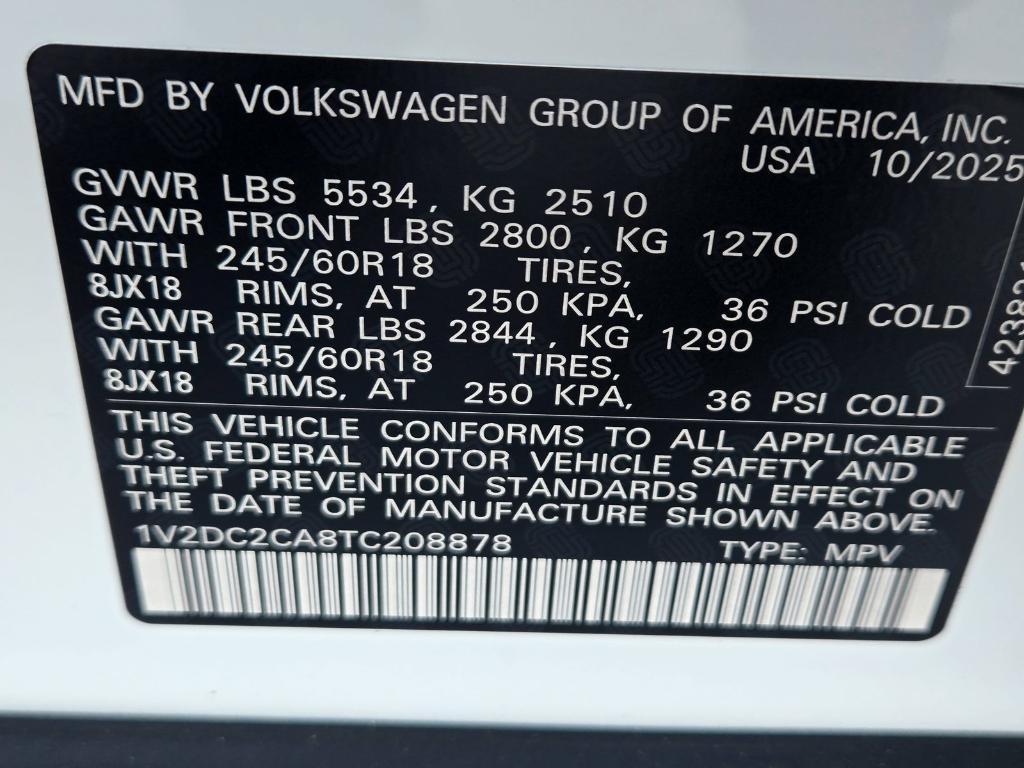 MFD BY VOLKSWAGEN GROUP OF AMERICA, INC.
USA 10/2025
GVWR LBS 5534, KG 2510
GAWR FRONT LBS 2800, KG 1270
WITH 245/60R18 TIRES,
8JX18 RIMS, AT 250 KPA, 36 PSI COLD
GAWR REAR LBS 2844, KG 1290
WITH 245/60R18 TIRES,
8JX18 RIMS, AT 250 KPA, 36 PSI COLD
THIS VEHICLE CONFORMS TO ALL APPLICABLE
U.S. FEDERAL MOTOR VEHICLE SAFETY AND
THEFT PREVENTION STANDARDS IN EFFECT ON
THE DATE OF MANUFACTURE SHOWN ABOVE.
1V2DC2CA8TC208878 TYPE: MPV